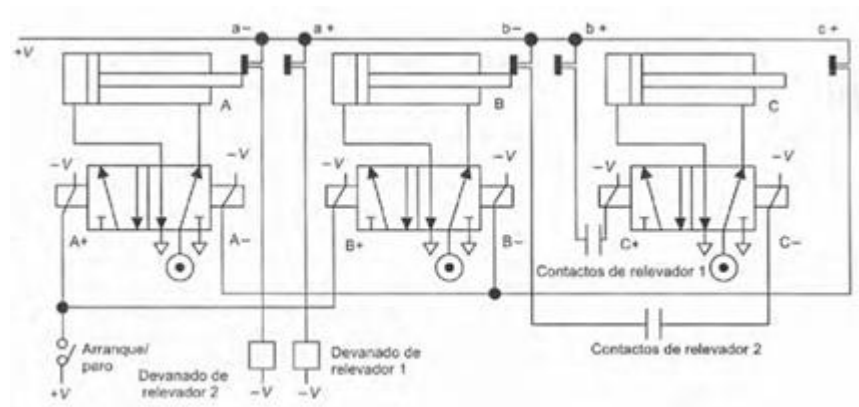 a– a+ b– b+ c+
+V
A B C
–V –V –V –V –V –V
A+ A– B+ B– C+ C–
Contactos de relevador 1
Arranque/
paro
+V
Devanado de
relevador 2
–V
–V
Devanado de
relevador 1
Contactos de relevador 2